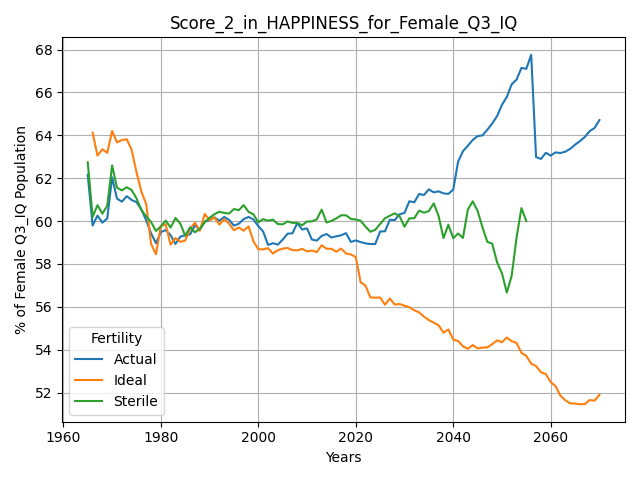 Score_2_in_HAPPINESS_for_Female_Q3_IQ
% of Female Q3_IQ Population
68
66
64
62
60
58
56
54
52
Fertility
Actual
Ideal
Sterile
1960
1980
2000
2020
2040
2060
Years